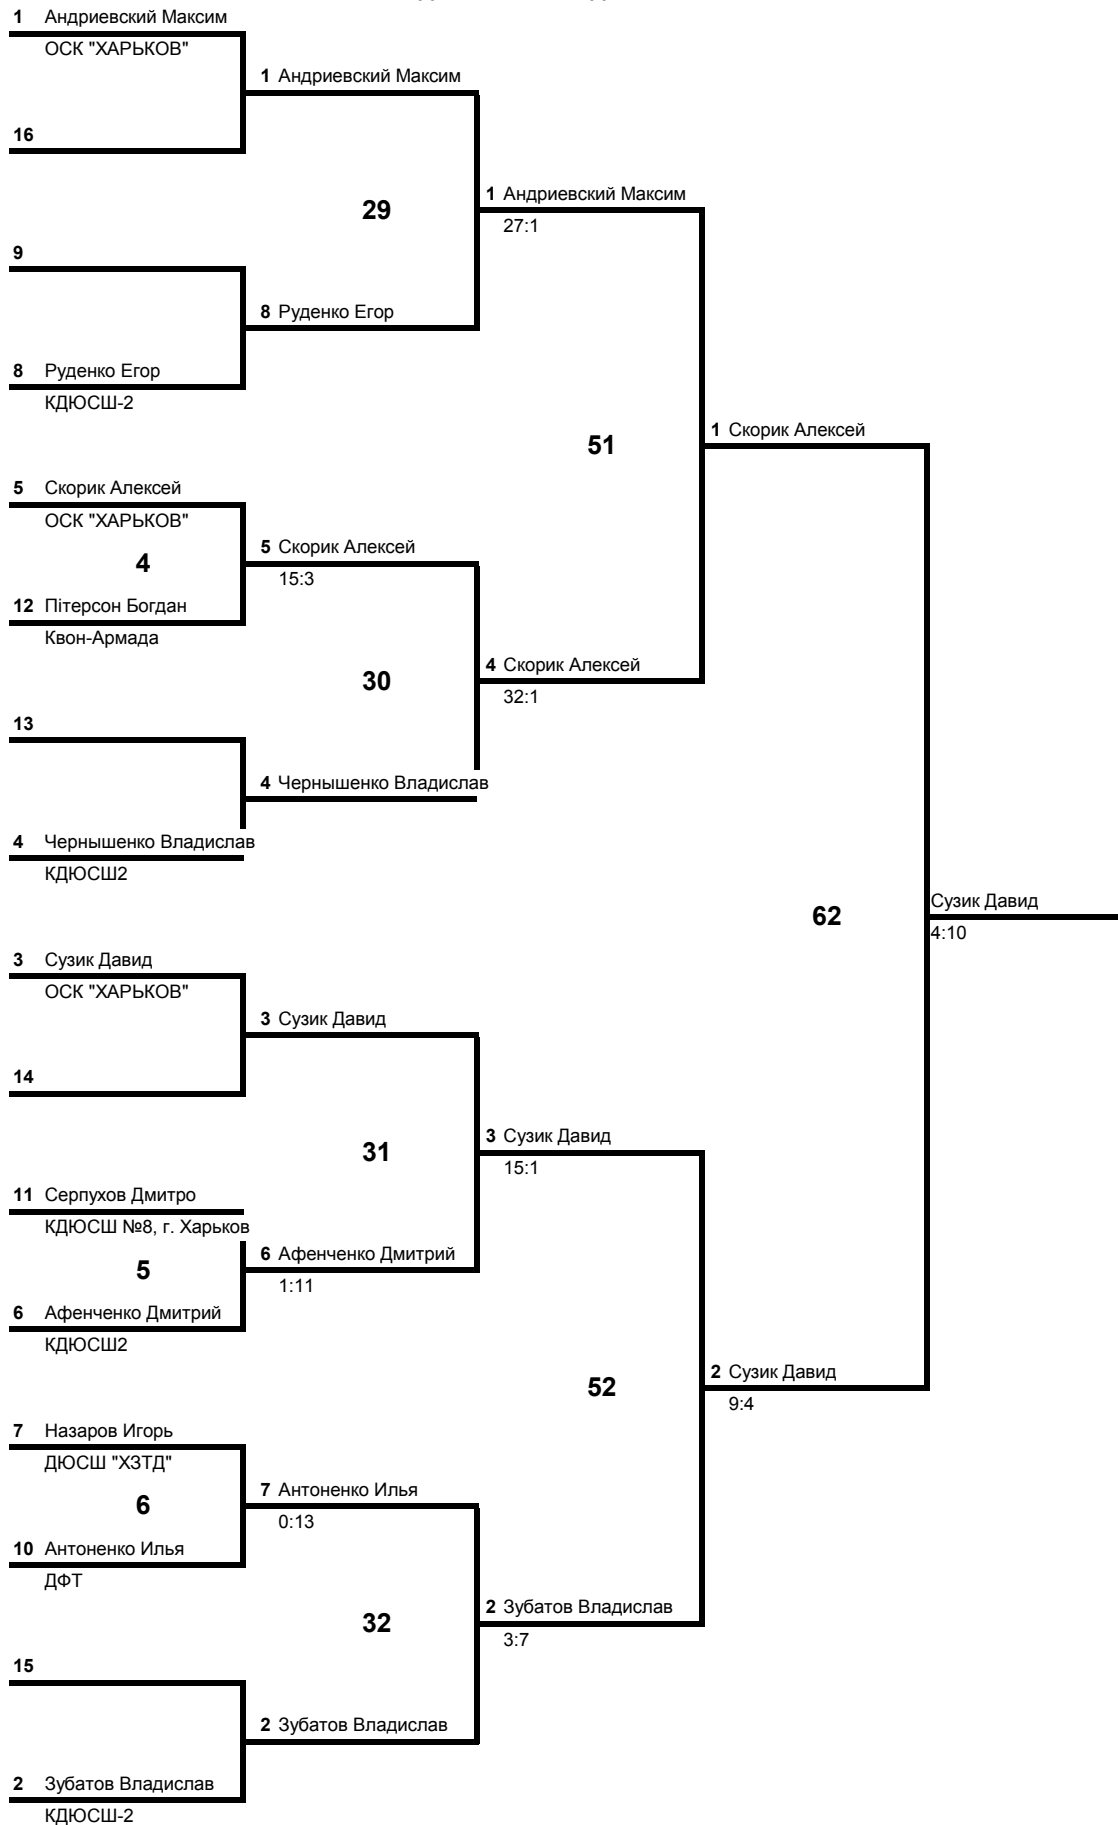 1 Андриевский Максим
ОСК "ХАРЬКОВ"
1 Андриевский Максим
16
1 Андриевский Максим
29
27:1
9
8 Руденко Егор
8 Руденко Егор
КДЮСШ-2
1 Скорик Алексей
51
5 Скорик Алексей
ОСК "ХАРЬКОВ"
5 Скорик Алексей
4
15:3
12 Пітерсон Богдан
Квон-Армада
4 Скорик Алексей
30
32:1
13
4 Чернышенко Владислав
4 Чернышенко Владислав
КДЮСШ2
Сузик Давид
62
4:10
3 Сузик Давид
ОСК "ХАРЬКОВ"
3 Сузик Давид
14
3 Сузик Давид
31
15:1
11 Серпухов Дмитро
КДЮСШ №8, г. Харьков
6 Афенченко Дмитрий
5
1:11
6 Афенченко Дмитрий
КДЮСШ2
2 Сузик Давид
52
9:4
7 Назаров Игорь
ДЮСШ "ХЗТД"
7 Антоненко Илья
6
0:13
10 Антоненко Илья
ДФТ
2 Зубатов Владислав
32
3:7
15
2 Зубатов Владислав
2 Зубатов Владислав
КДЮСШ-2